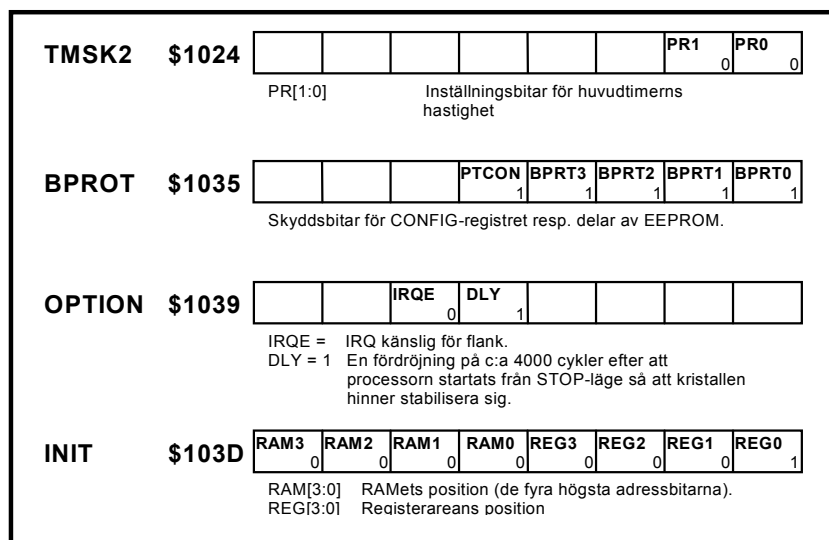 TMSK2 $1024 PR1 0 PR0 0
PR[1:0] Inställningsbitar för huvudtimerns
hastighet
BPROT $1035 PTCON 1 BPRT3 1 BPRT2 1 BPRT1 1 BPRT0 1
Skyddsbitar för CONFIG-registret resp. delar av EEPROM.
OPTION $1039 IRQE 0 DLY 1
IRQE = IRQ känslig för flank.
DLY = 1 En fördröjning på c:a 4000 cykler efter att
processorn startats från STOP-läge så att kristallen
hinner stabilisera sig.
INIT $103D RAM3 0 RAM2 0 RAM1 0 RAM0 0 REG3 0 REG2 0 REG1 0 REG0 1
RAM[3:0] RAMets position (de fyra högsta adressbitarna).
REG[3:0] Registerareans position